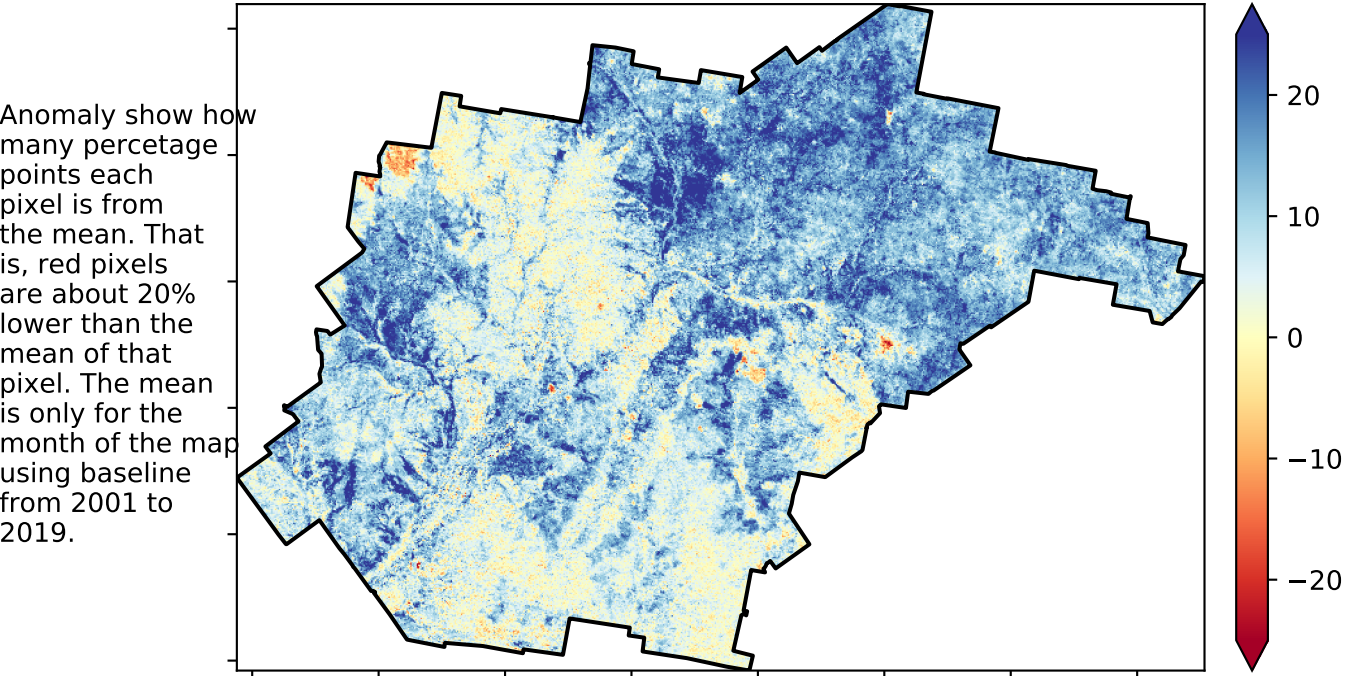 Anomaly show how
many percetage
points each
pixel is from
the mean. That
is, red pixels
are about 20%
lower than the
mean of that
pixel. The mean
is only for the
month of the map
using baseline
from 2001 to
2019.
20
10
0
−10
−20